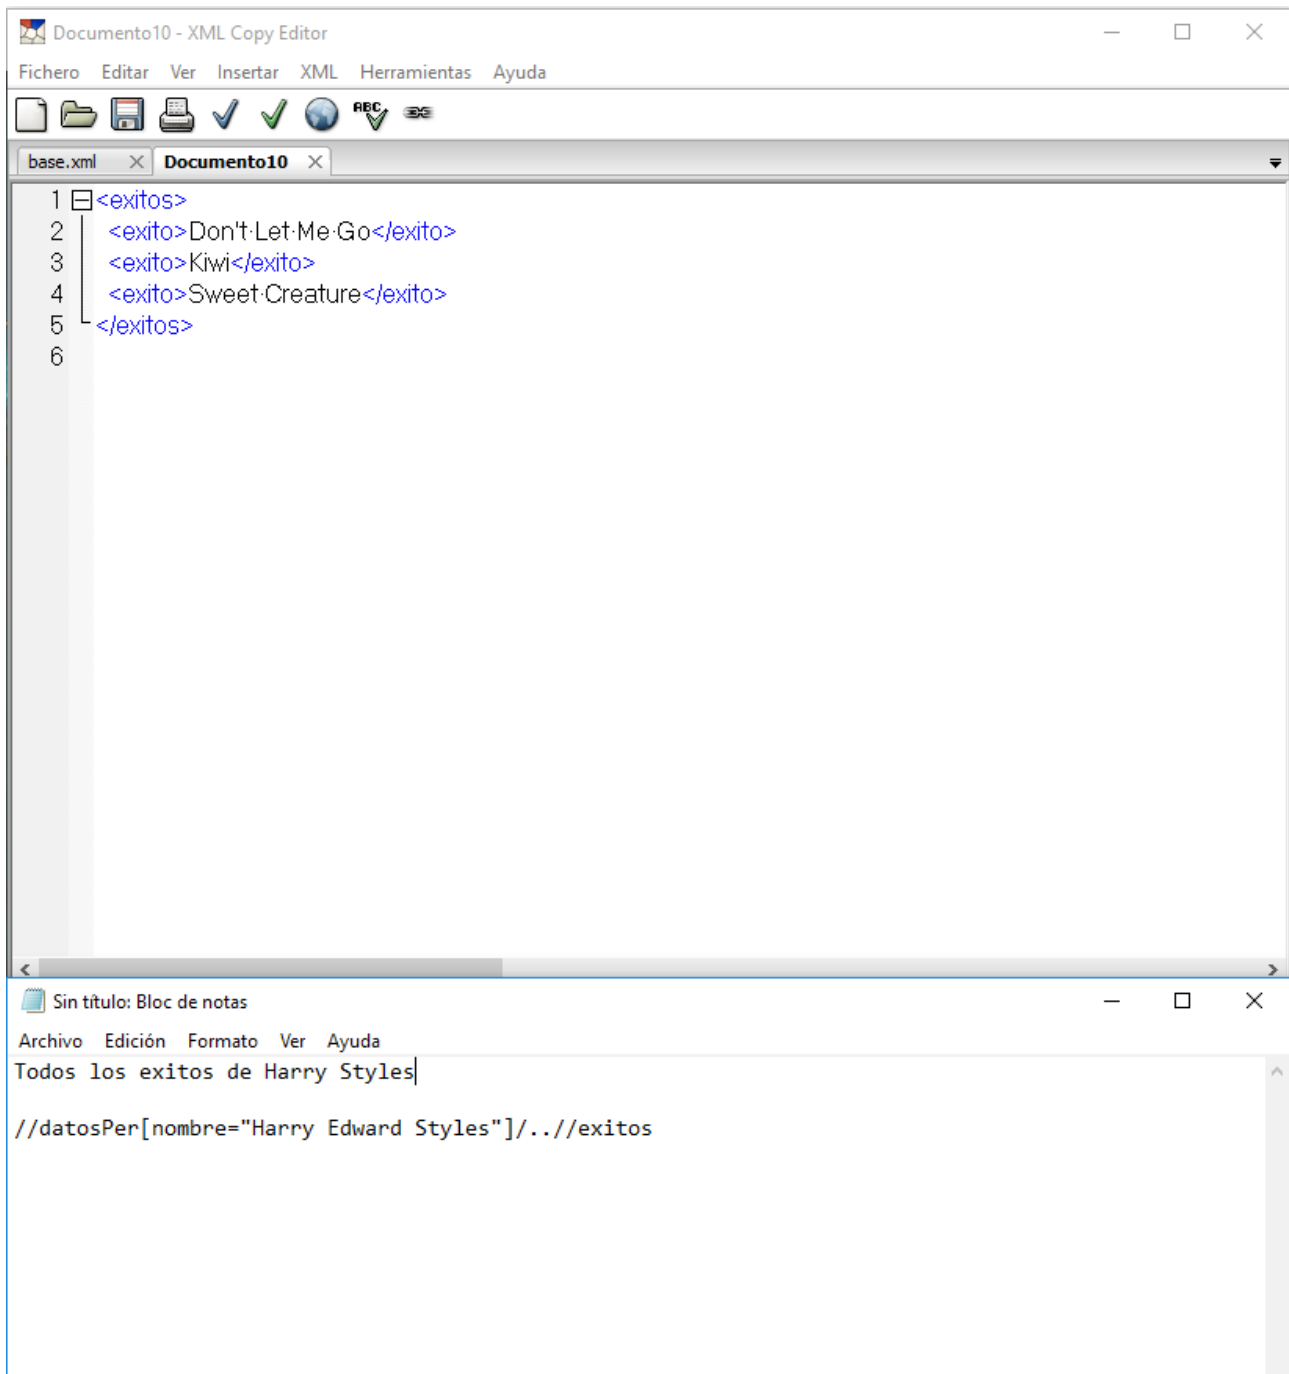 Documento10 - XML Copy Editor
Fichero Editar Ver Insertar XML Herramientas Ayuda
ABC
base.xml Documento10
1 <exitos>
2 <exito>Don't·Let·Me·Go</exito>
3 <exito>Kiwi</exito>
4 <exito>Sweet·Creature</exito>
5 </exitos>
6
Sin título: Bloc de notas
Archivo Edición Formato Ver Ayuda
Todos los exitos de Harry Styles
//datosPer[nombre="Harry Edward Styles"]/..//exitos